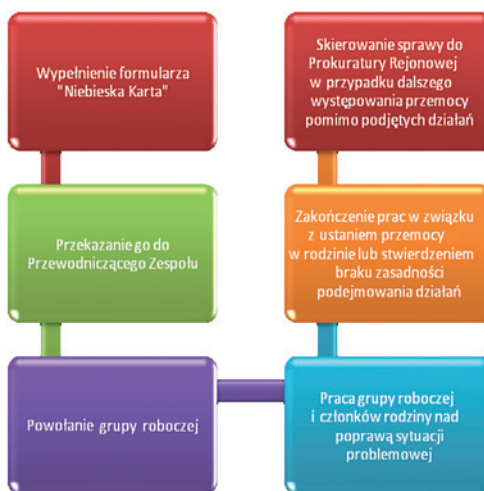 Wypełnienie formularza
"Niebieska Karta"
Przekazanie go do
Przewodniczącego Zespołu
Powołanie grupy roboczej
Praca grupy roboczej
i członków rodziny nad
poprawą sytuacji
problemowej
Zakończenie prac w związku
z ustaniem przemocy
w rodzinie lub stwierdzeniem
braku zasadności
podejmowania działań
Skierowanie sprawy do
Prokuratury Rejonowej
w przypadku dalszego
występowania przemocy
pomimo podjętych działań